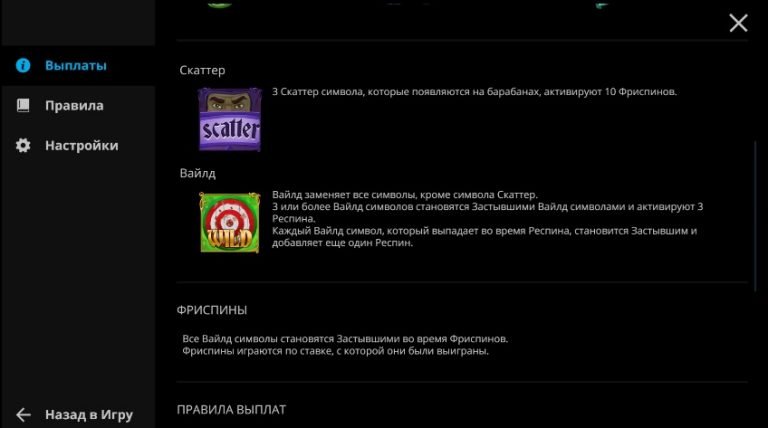 Скаттер
3 Скаттер символа, которые появляются на барабанах, активируют 10 Фриспинов.
scatter
Вайлд
Вайлд заменяет все символы, кроме символа Скаттер.
3 или более Вайлд символов становятся Застывшими Вайлд символами и активируют 3
Респина.
Каждый Вайлд символ, который выпадает во время Респина, становится Застывшим и
добавляет еще один Респин.
WILD
ФРИСПИНЫ
Все Вайлд символы становятся Застывшими во время Фриспинов.
Фриспины играются по ставке, с которой они были выиграны.
ПРАВИЛА ВЫПЛАТ
Выплаты
Правила
Настройки
Назад в Игру